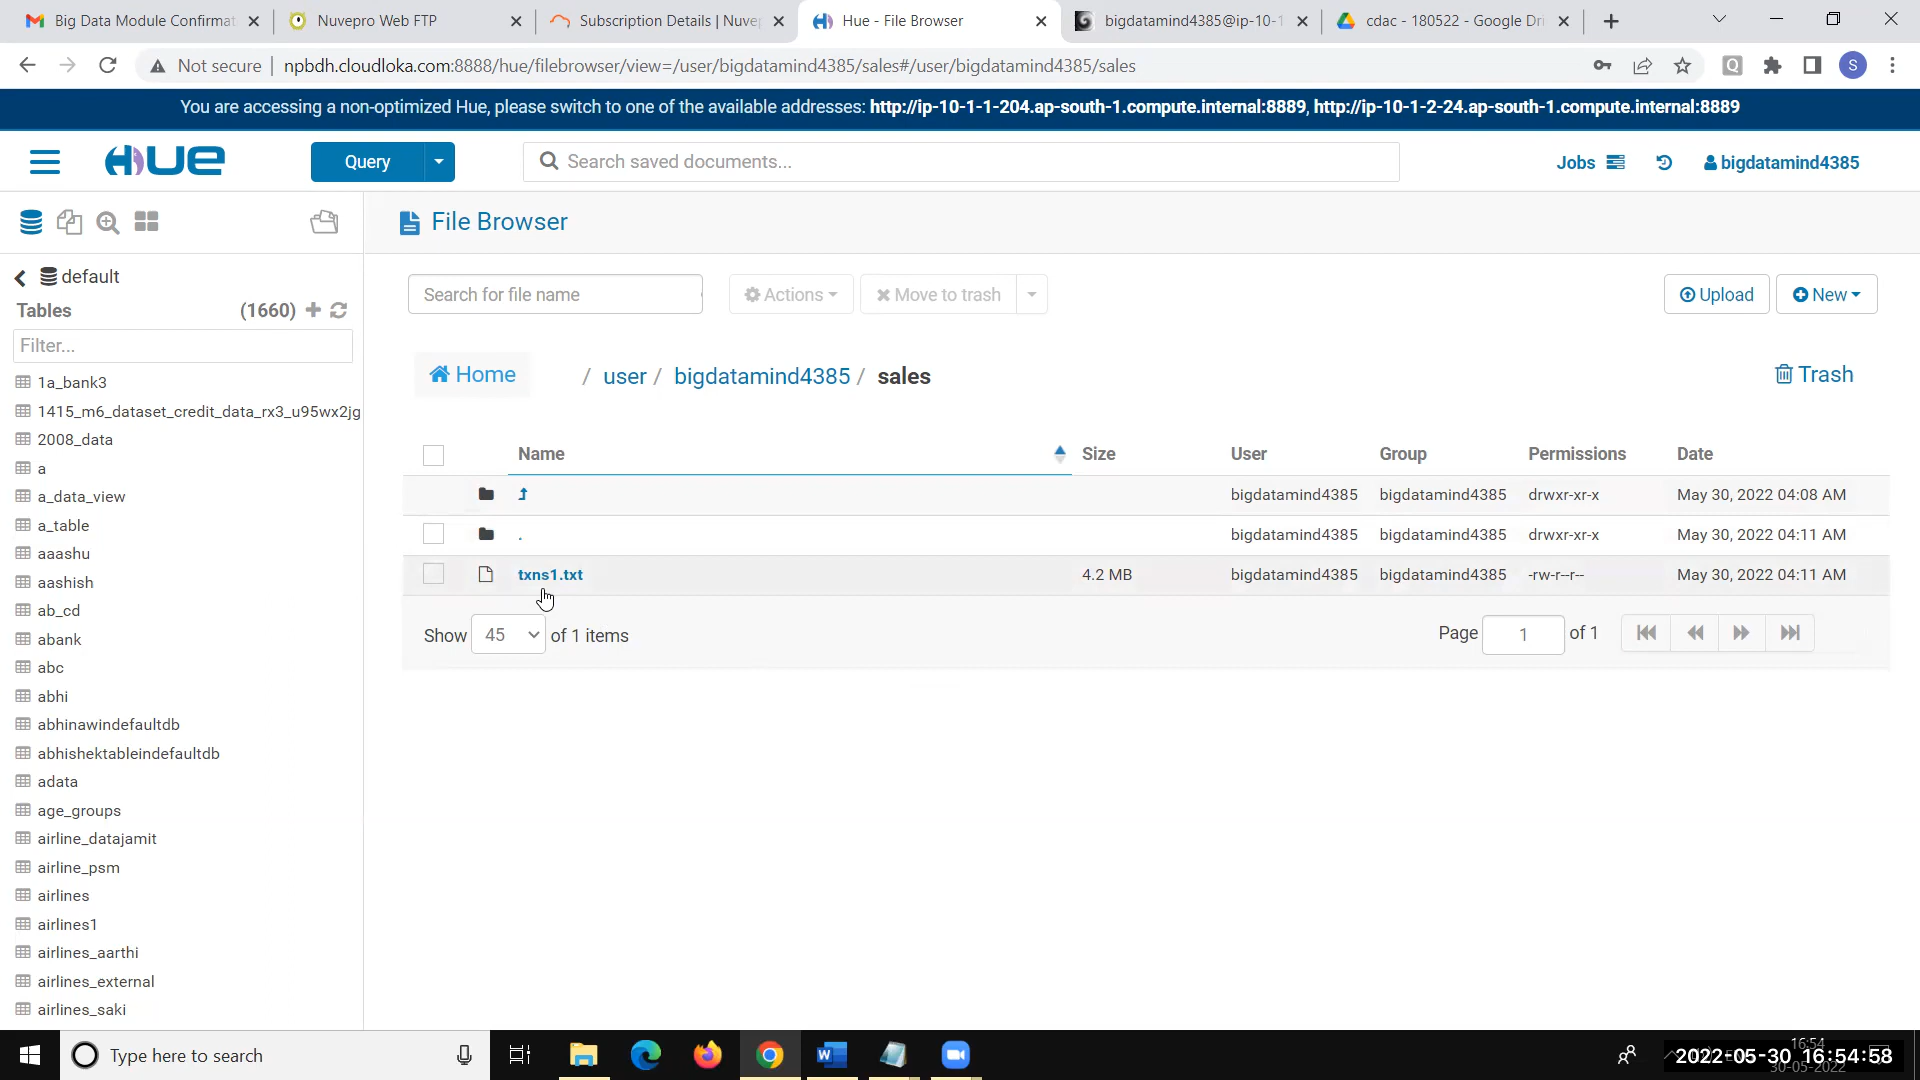 Big Data Module Confirmat
Nuvepro Web FTP
Subscription Details | Nuvep
Hue - File Browser
bigdatamind4385@ip-10-1
cdac - 180522 - Google Dri
Not secure | npbdh.cloudloka.com:8888/hue/filebrowser/view=/user/bigdatamind4385/sales#/user/bigdatamind4385/sales
Q
S
You are accessing a non-optimized Hue, please switch to one of the available addresses: http://ip-10-1-1-204.ap-south-1.compute.internal:8889, http://ip-10-1-2-24.ap-south-1.compute.internal:8889
HUE
Query
Search saved documents...
Jobs
bigdatamind4385
File Browser
default
Tables (1660)
Filter...
1a_bank3
1415_m6_dataset_credit_data_rx3_u95wx2jg
2008_data
a
a_data_view
a_table
aaashu
aashish
ab_cd
abank
abc
abhi
abhinawindefaultdb
abhishektableindefaultdb
adata
age_groups
airline_datajamit
airline_psm
airlines
airlines1
airlines_aarthi
airlines_external
airlines_saki
Search for file name
Actions
Move to trash
Upload
New
Home / user / bigdatamind4385 / sales
Trash
Name Size User Group Permissions Date
bigdatamind4385 bigdatamind4385 drwxr-xr-x May 30, 2022 04:08 AM
. bigdatamind4385 bigdatamind4385 drwxr-xr-x May 30, 2022 04:11 AM
txns1.txt 4.2 MB bigdatamind4385 bigdatamind4385 -rw-r--r-- May 30, 2022 04:11 AM
Show 45 of 1 items
Page 1 of 1
Type here to search
16:54
2022-05-30 16:54:58
30-05-2022